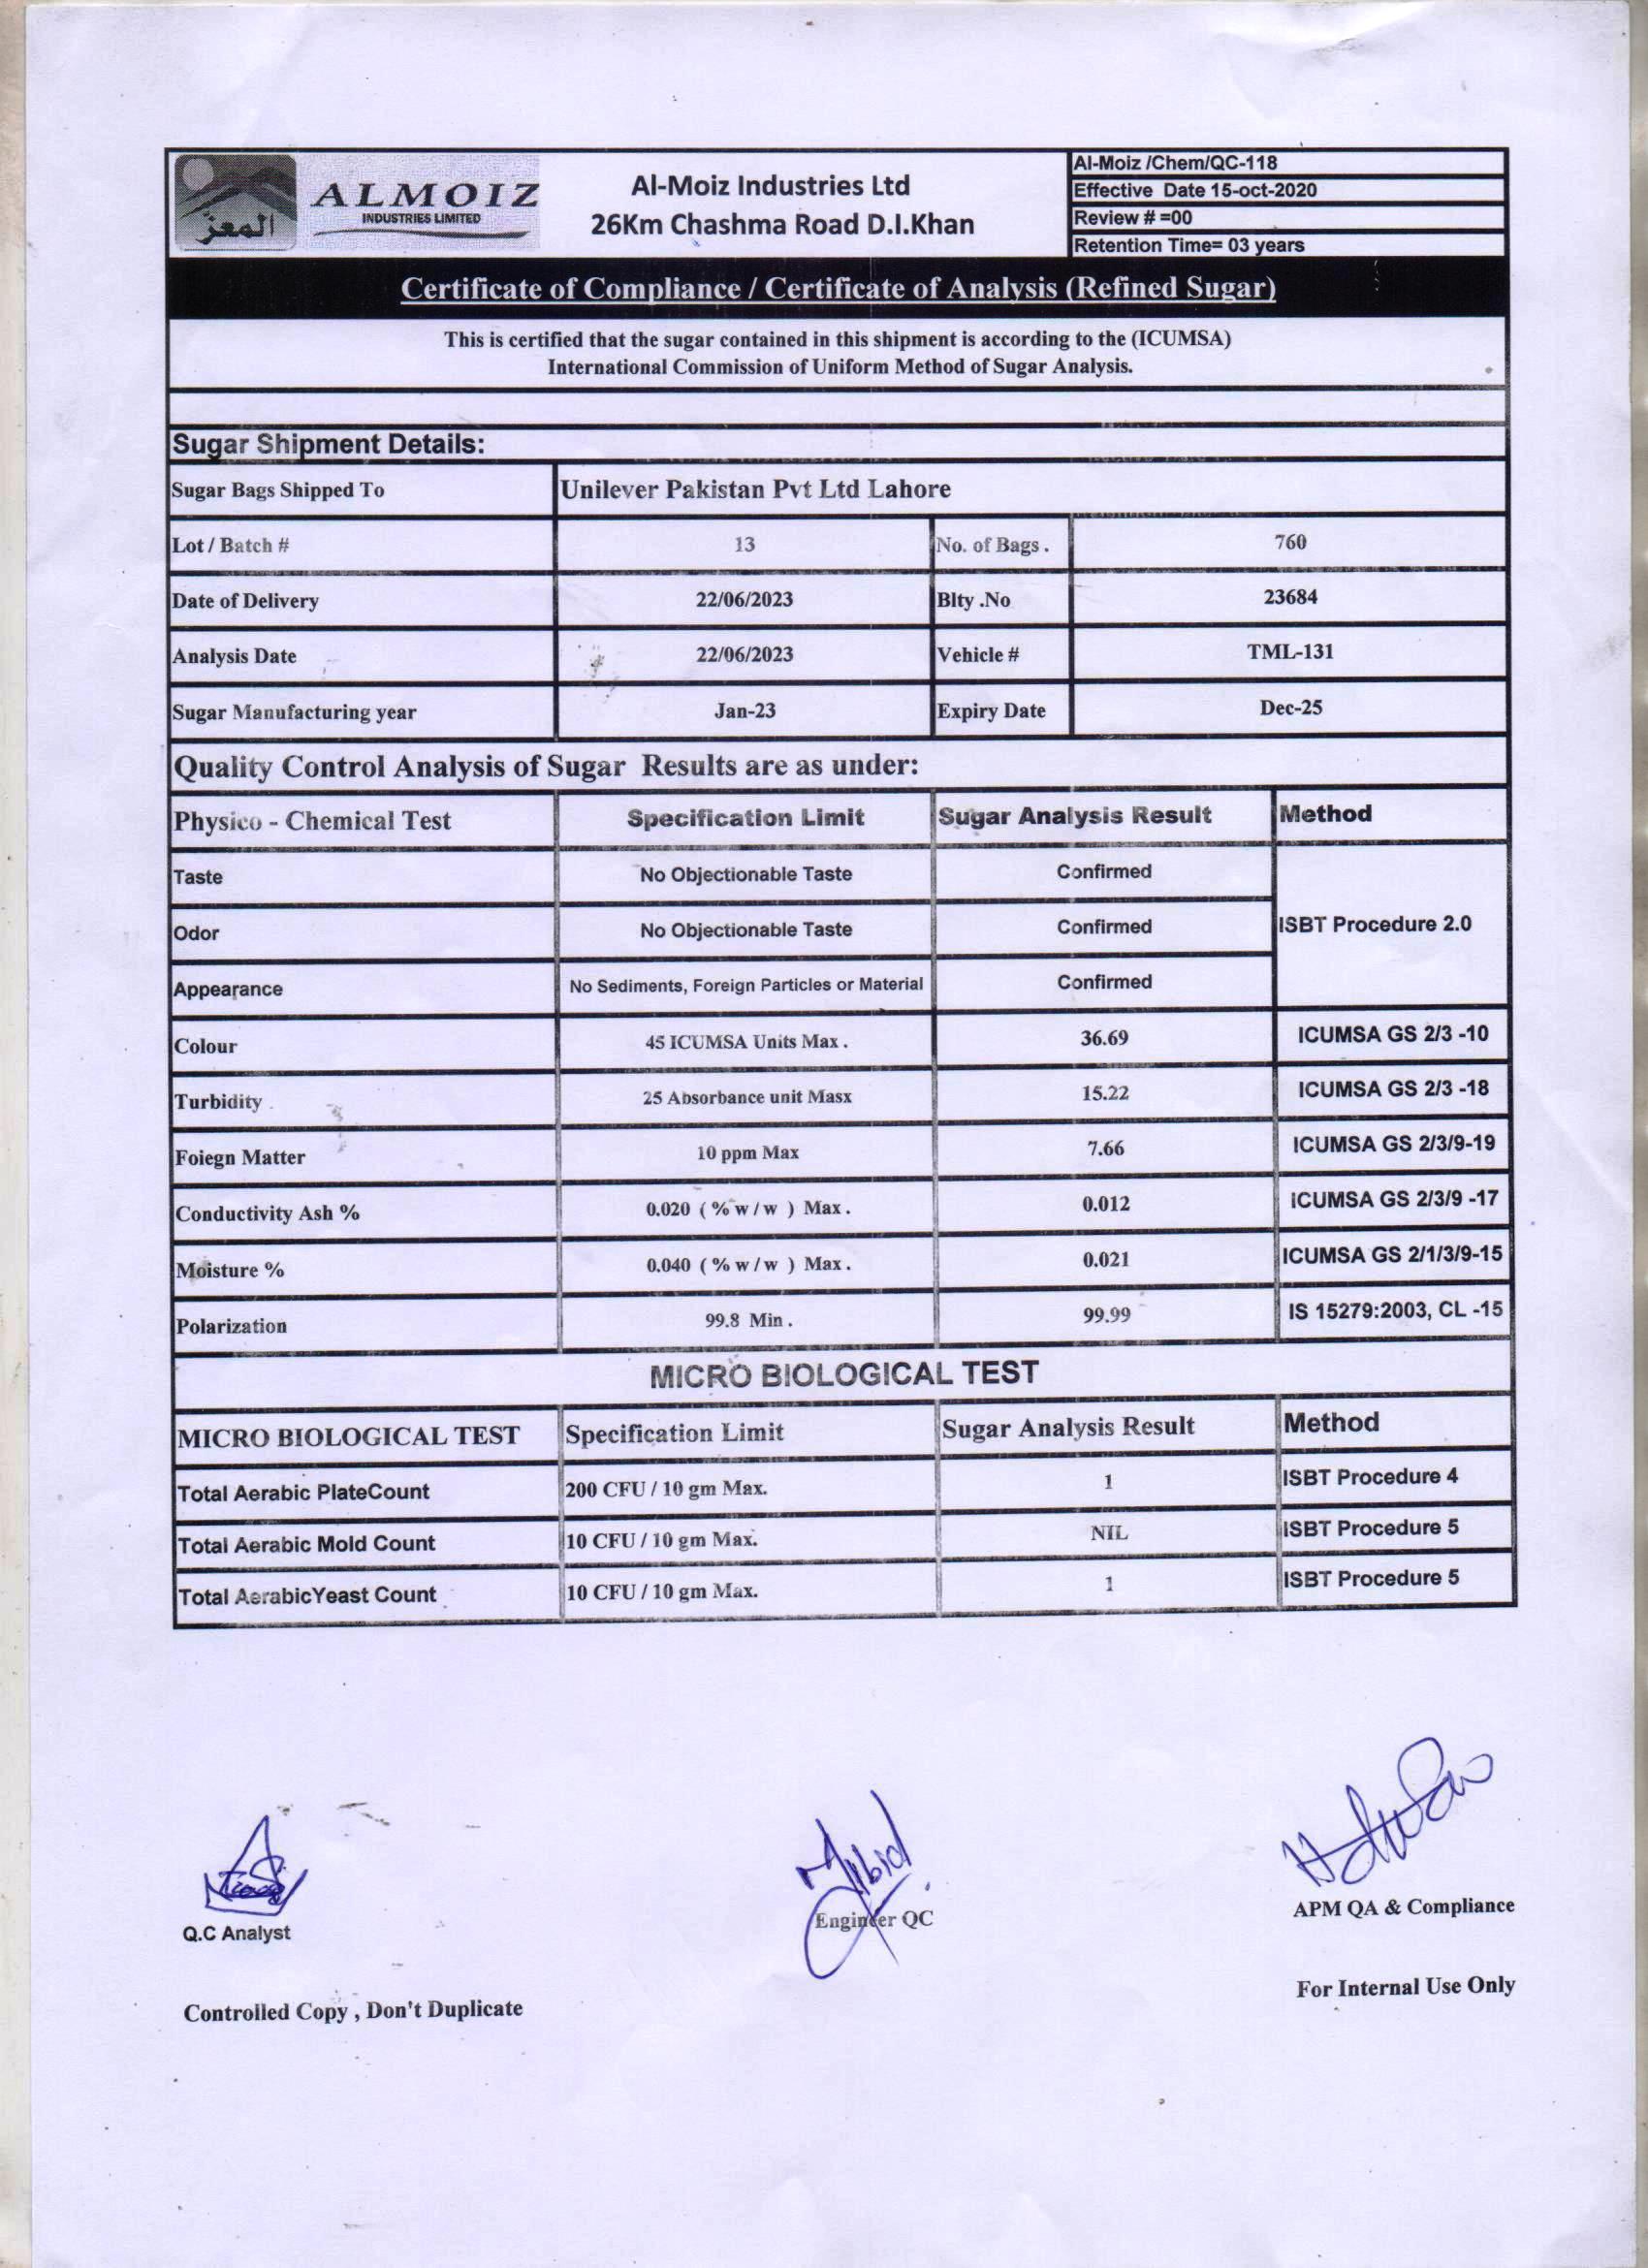 ALMOIZ
INDUSTRIES LIMITED
المعز
Al-Moiz Industries Ltd
26Km Chashma Road D.I.Khan
Al-Moiz /Chem/QC-118
Effective Date 15-oct-2020
Review # =00
Retention Time= 03 years
Certificate of Compliance / Certificate of Analysis (Refined Sugar)
This is certified that the sugar contained in this shipment is according to the (ICUMSA)
International Commission of Uniform Method of Sugar Analysis.
Sugar Shipment Details:
Sugar Bags Shipped To Unilever Pakistan Pvt Ltd Lahore
Lot / Batch # 13 No. of Bags . 760
Date of Delivery 22/06/2023 Blty .No 23684
Analysis Date 22/06/2023 Vehicle # TML-131
Sugar Manufacturing year Jan-23 Expiry Date Dec-25
Quality Control Analysis of Sugar Results are as under:
Physico - Chemical Test Specification Limit Sugar Analysis Result Method
Taste No Objectionable Taste Confirmed
Odor No Objectionable Taste Confirmed ISBT Procedure 2.0
Appearance No Sediments, Foreign Particles or Material Confirmed
Colour 45 ICUMSA Units Max . 36.69 ICUMSA GS 2/3 -10
Turbidity . 25 Absorbance unit Masx 15.22 ICUMSA GS 2/3 -18
Foiegn Matter 10 ppm Max 7.66 ICUMSA GS 2/3/9-19
Conductivity Ash % 0.020 ( % w / w ) Max . 0.012 ICUMSA GS 2/3/9 -17
Moisture % 0.040 ( % w / w ) Max . 0.021 ICUMSA GS 2/1/3/9-15
Polarization 99.8 Min . 99.99 IS 15279:2003, CL -15
MICRO BIOLOGICAL TEST
MICRO BIOLOGICAL TEST Specification Limit Sugar Analysis Result Method
Total Aerabic PlateCount 200 CFU / 10 gm Max. 1 ISBT Procedure 4
Total Aerabic Mold Count 10 CFU / 10 gm Max. NIL ISBT Procedure 5
Total AerabicYeast Count 10 CFU / 10 gm Max. 1 ISBT Procedure 5
Q.C Analyst
Engineer QC
APM QA & Compliance
Controlled Copy , Don't Duplicate
For Internal Use Only